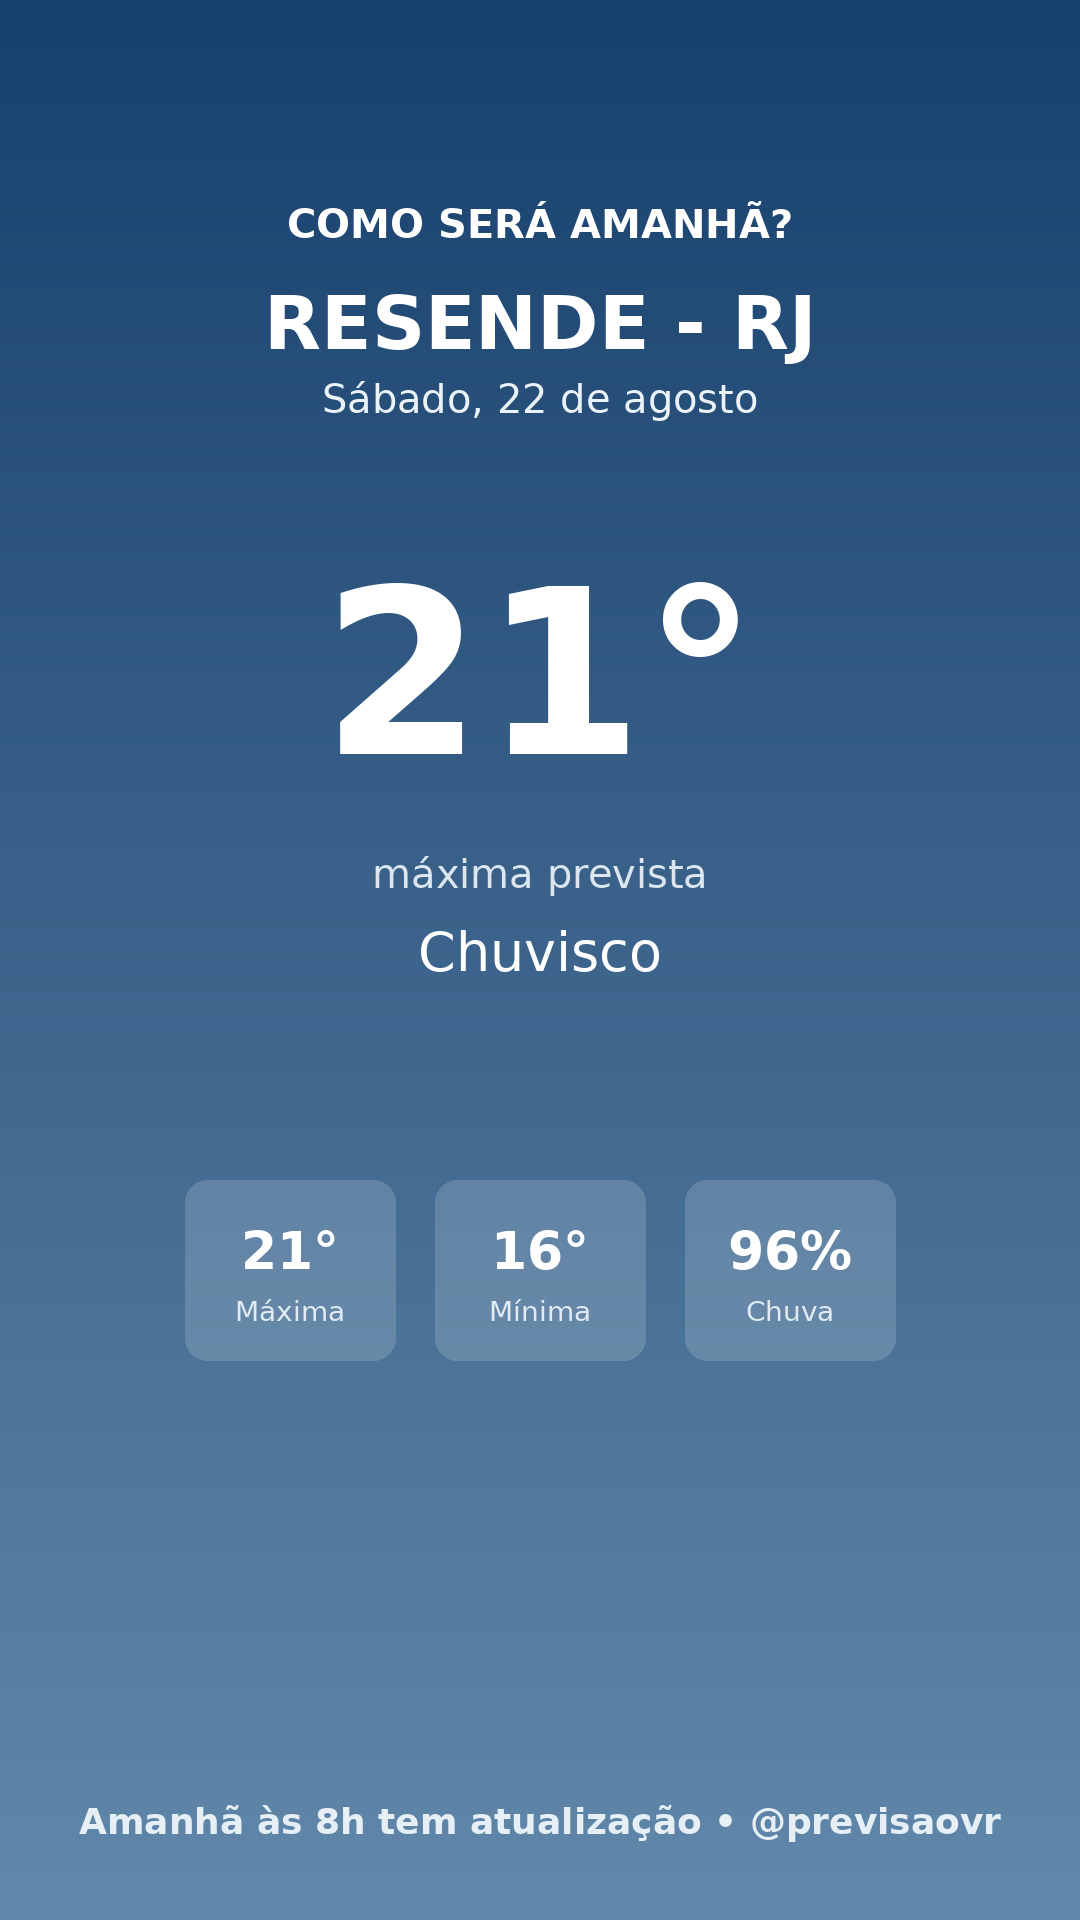 COMO SERÁ AMANHÃ?
RESENDE - RJ
Sábado, 22 de agosto
21°
máxima prevista
Chuvisco
21°
Máxima
16°
Mínima
96%
Chuva
Amanhã às 8h tem atualização • @previsaovr